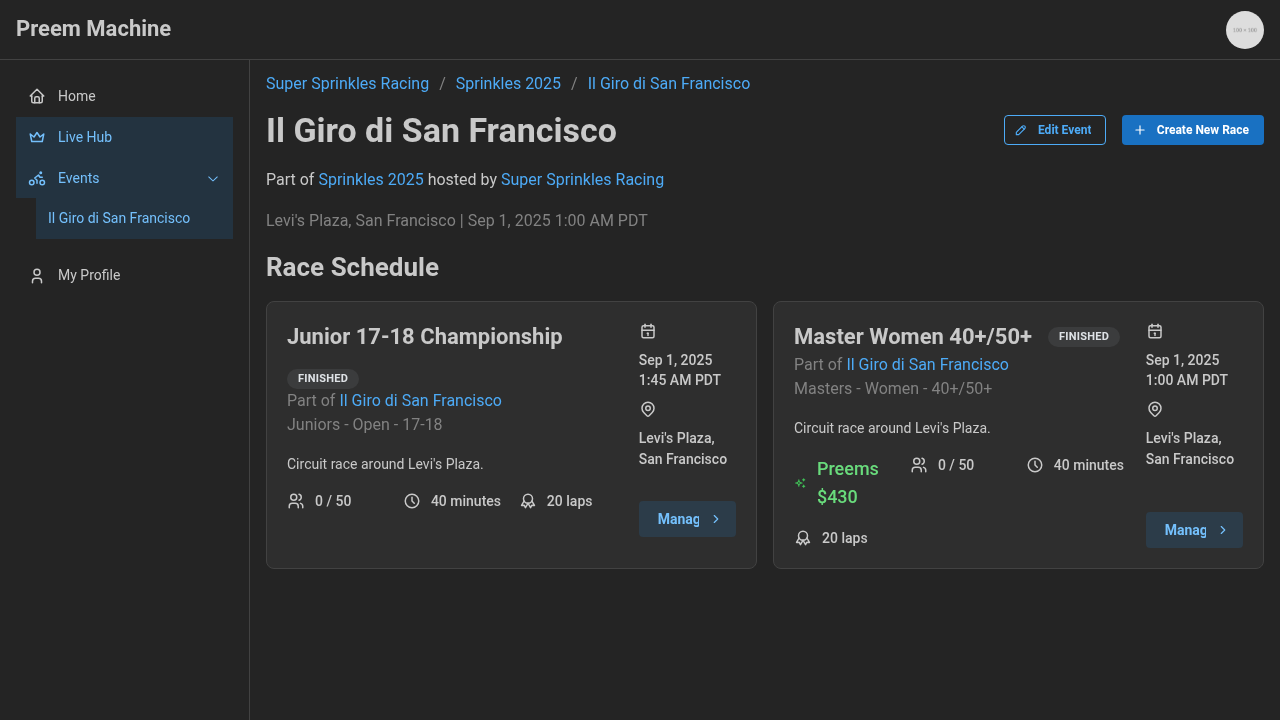 Preem Machine
Home
Live Hub
Events
Il Giro di San Francisco
My Profile
Super Sprinkles Racing / Sprinkles 2025 / Il Giro di San Francisco
Il Giro di San Francisco
Edit Event
Create New Race
Part of Sprinkles 2025 hosted by Super Sprinkles Racing
Levi's Plaza, San Francisco | Sep 1, 2025 1:00 AM PDT
Race Schedule
Junior 17-18 Championship
FINISHED
Part of Il Giro di San Francisco
Juniors - Open - 17-18
Circuit race around Levi's Plaza.
0 / 50
40 minutes
20 laps
Sep 1, 2025
1:45 AM PDT
Levi's Plaza,
San Francisco
Manag
Master Women 40+/50+
FINISHED
Part of Il Giro di San Francisco
Masters - Women - 40+/50+
Circuit race around Levi's Plaza.
Preems
$430
0 / 50
40 minutes
20 laps
Sep 1, 2025
1:00 AM PDT
Levi's Plaza,
San Francisco
Manag